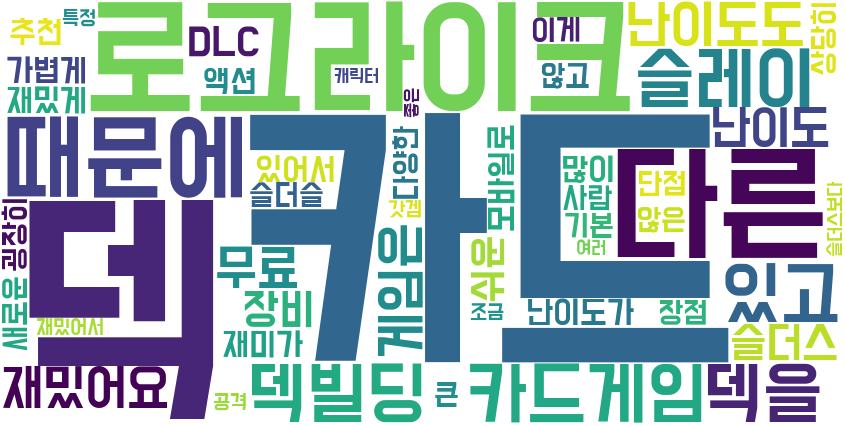 특정
추천
로그라이크
DLC
이게
난이도도
상당히
가볍게
액션
캐릭터
않고
슬레이
재밌게
좁은
때문에
카드
난이도
있어서
다양한
모바일로
많이
단점
다른
슬더슬
사람
갓겜
않은
기본
굉장히
덱
게임은
여러
슬더스보다
무료
쉬운
있고
새로운
장비
조금
난이도가
장점
재밌어서
재미가
슬더스
재밌어요
공격
덱빌딩
큰
카드게임
덱을